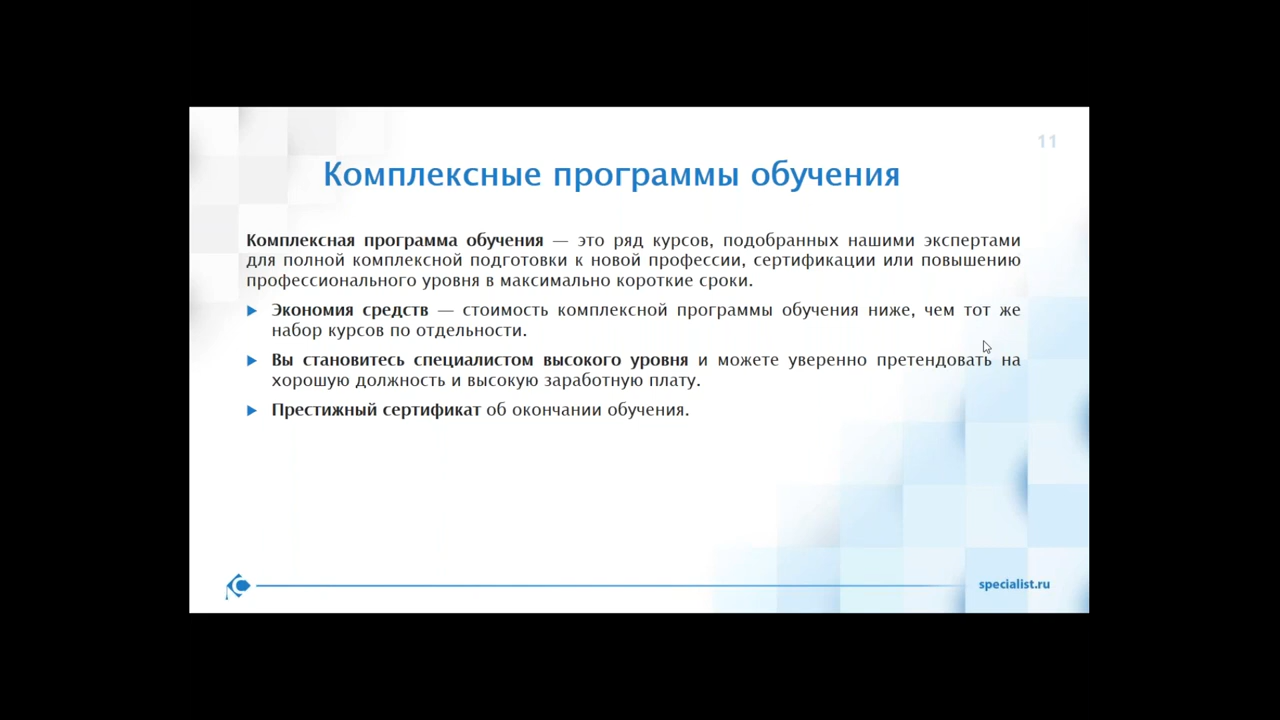 11
Комплексные программы обучения
Комплексная программа обучения — это ряд курсов, подобранных нашими экспертами
для полной комплексной подготовки к новой профессии, сертификации или повышению
профессионального уровня в максимально короткие сроки.
Экономия средств — стоимость комплексной программы обучения ниже, чем тот же
набор курсов по отдельности.
Вы становитесь специалистом высокого уровня и можете уверенно претендовать на
хорошую должность и высокую заработную плату.
Престижный сертификат об окончании обучения.
specialist.ru